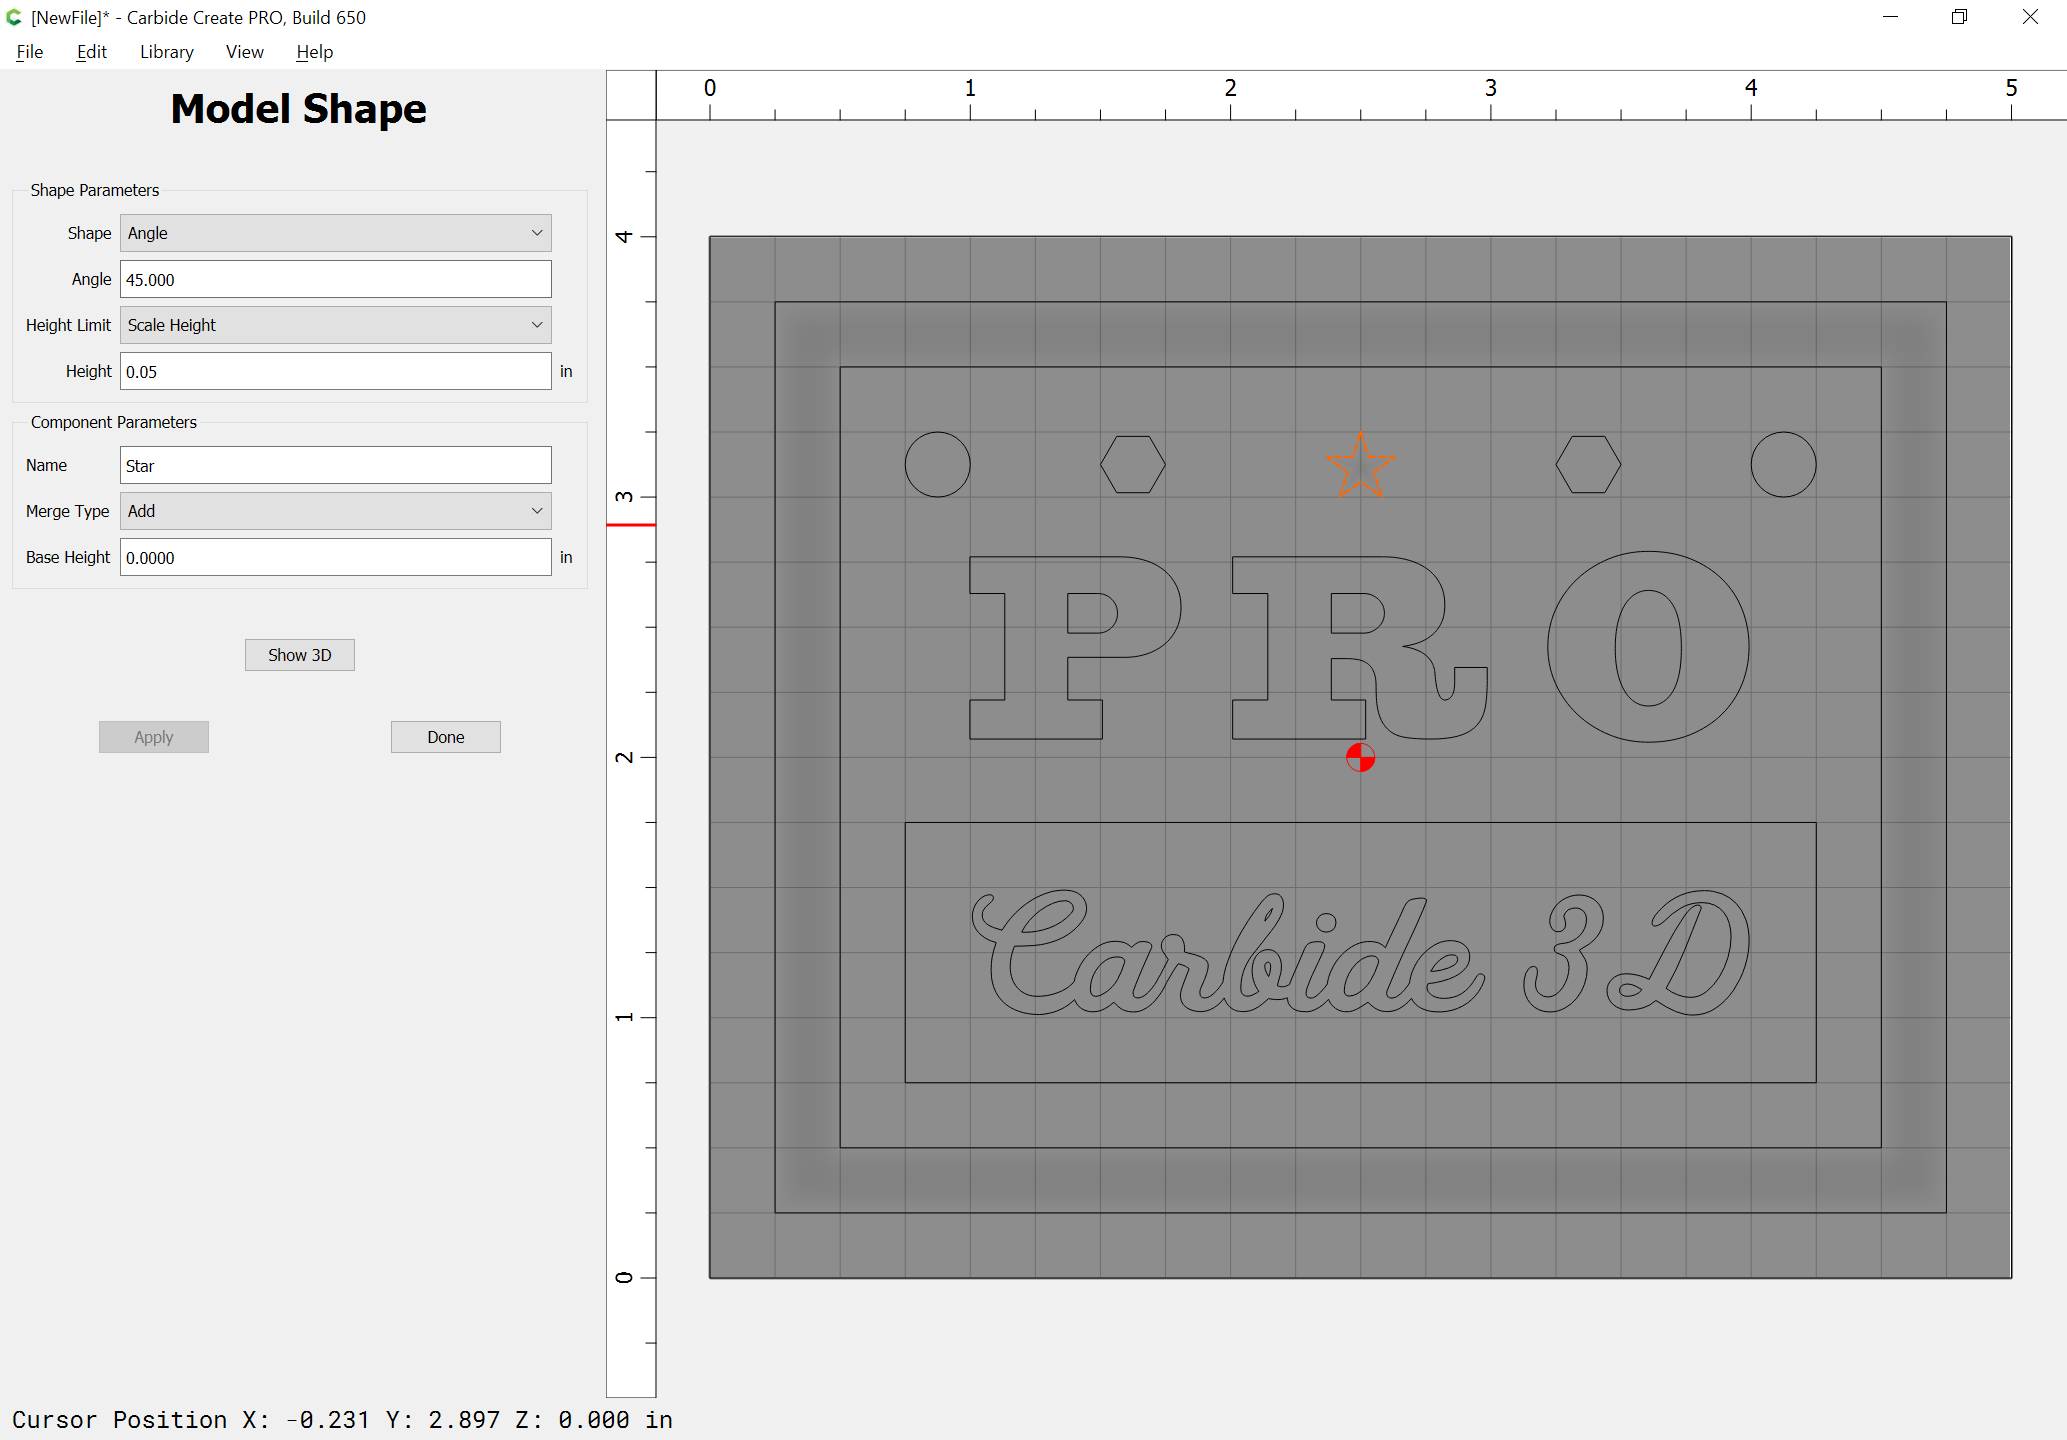 [NewFile]* - Carbide Create PRO, Build 650
File Edit Library View Help
Model Shape
Shape Parameters
Shape Angle
Angle 45.000
Height Limit Scale Height
Height 0.05 in
Component Parameters
Name Star
Merge Type Add
Base Height 0.0000 in
Show 3D
Apply Done
0 1 2 3 4 5
4
3
2
1
0
PRO
Carbide 3D
Cursor Position X: -0.231 Y: 2.897 Z: 0.000 in